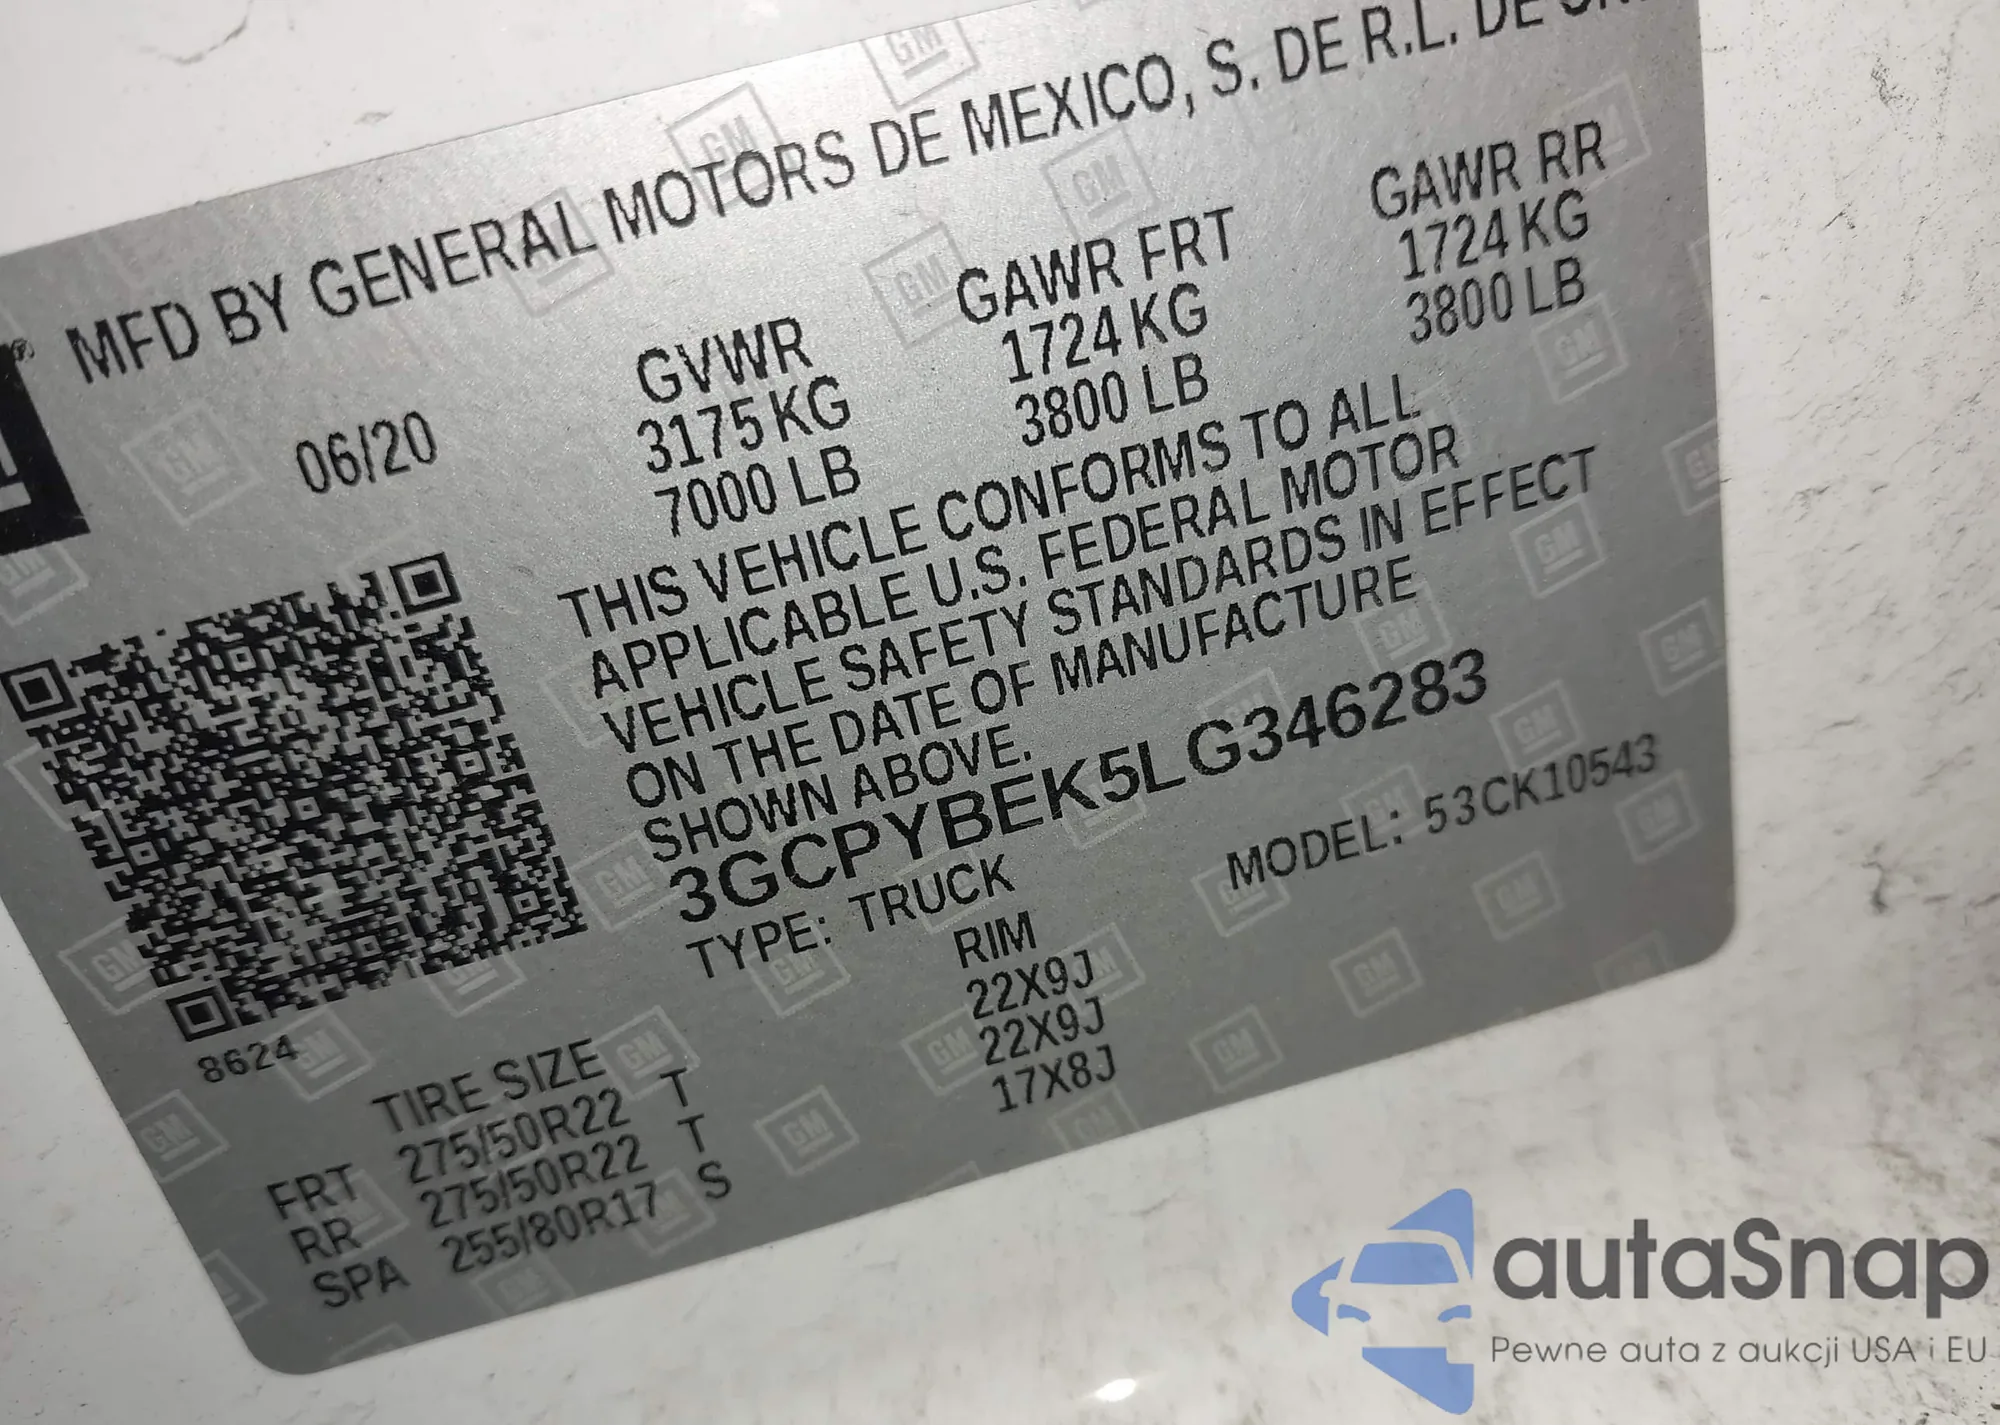 MFD BY GENERAL MOTORS DE MEXICO, S. DE R.L. DE
06/20
GVWR
3175 KG
7000 LB
GAWR FRT
1724 KG
3800 LB
GAWR RR
1724 KG
3800 LB
THIS VEHICLE CONFORMS TO ALL
APPLICABLE U.S. FEDERAL MOTOR
VEHICLE SAFETY STANDARDS IN EFFECT
ON THE DATE OF MANUFACTURE
SHOWN ABOVE.
3GCPYBEK5LG346283
TYPE: TRUCK
MODEL: 53CK10543
8624
TIRE SIZE RIM
FRT 275/50R22 T 22X9J
RR 275/50R22 T 22X9J
SPA 255/80R17 S 17X8J
autaSnap
Pewne auta z aukcji USA i EU